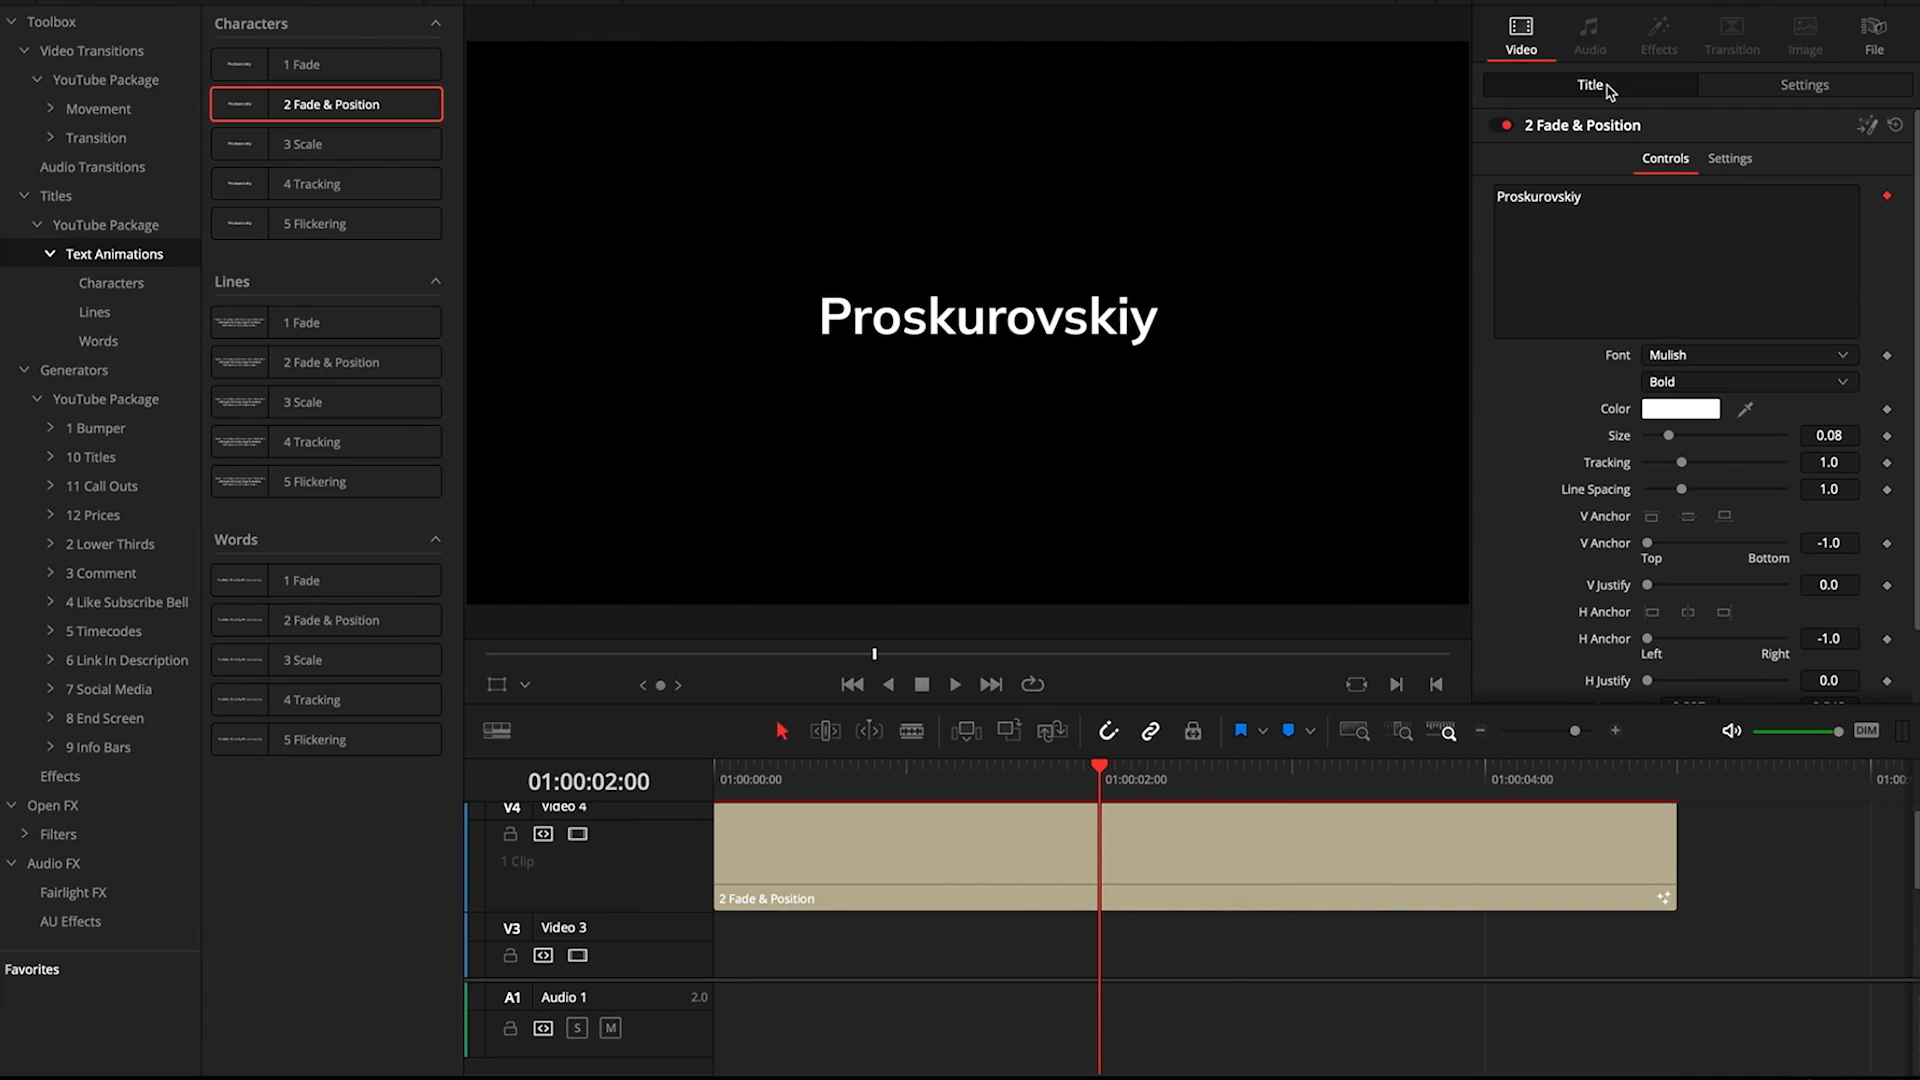 Toolbox
Video Transitions
YouTube Package
Movement
Transition
Audio Transitions
Titles
YouTube Package
Text Animations
Characters
Lines
Words
Generators
YouTube Package
1 Bumper
10 Titles
11 Call Outs
12 Prices
2 Lower Thirds
3 Comment
4 Like Subscribe Bell
5 Timecodes
6 Link In Description
7 Social Media
8 End Screen
9 Info Bars
Effects
Open FX
Filters
Audio FX
Fairlight FX
AU Effects
Favorites
Characters
1 Fade
2 Fade & Position
3 Scale
4 Tracking
5 Flickering
Lines
1 Fade
2 Fade & Position
3 Scale
4 Tracking
5 Flickering
Words
1 Fade
2 Fade & Position
3 Scale
4 Tracking
5 Flickering
Proskurovskiy
Video Audio Effects Transition Image File
Title Settings
2 Fade & Position
Controls Settings
Proskurovskiy
Font Mulish
Bold
Color
Size 0.08
Tracking 1.0
Line Spacing 1.0
V Anchor
V Anchor -1.0
Top Bottom
V Justify 0.0
H Anchor
H Anchor -1.0
Left Right
H Justify 0.0
DIM
01:00:02:00
01:00:00:00 01:00:02:00 01:00:04:00 01:00:
V4 Video 4
1 Clip
2 Fade & Position
V3 Video 3
A1 Audio 1 2.0
S M